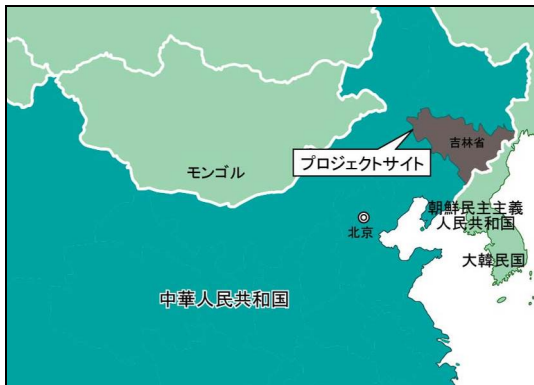 吉林省
プロジェクトサイト
モンゴル
朝鮮民主主義
人民共和国
北京
大韓民国
中華人民共和国